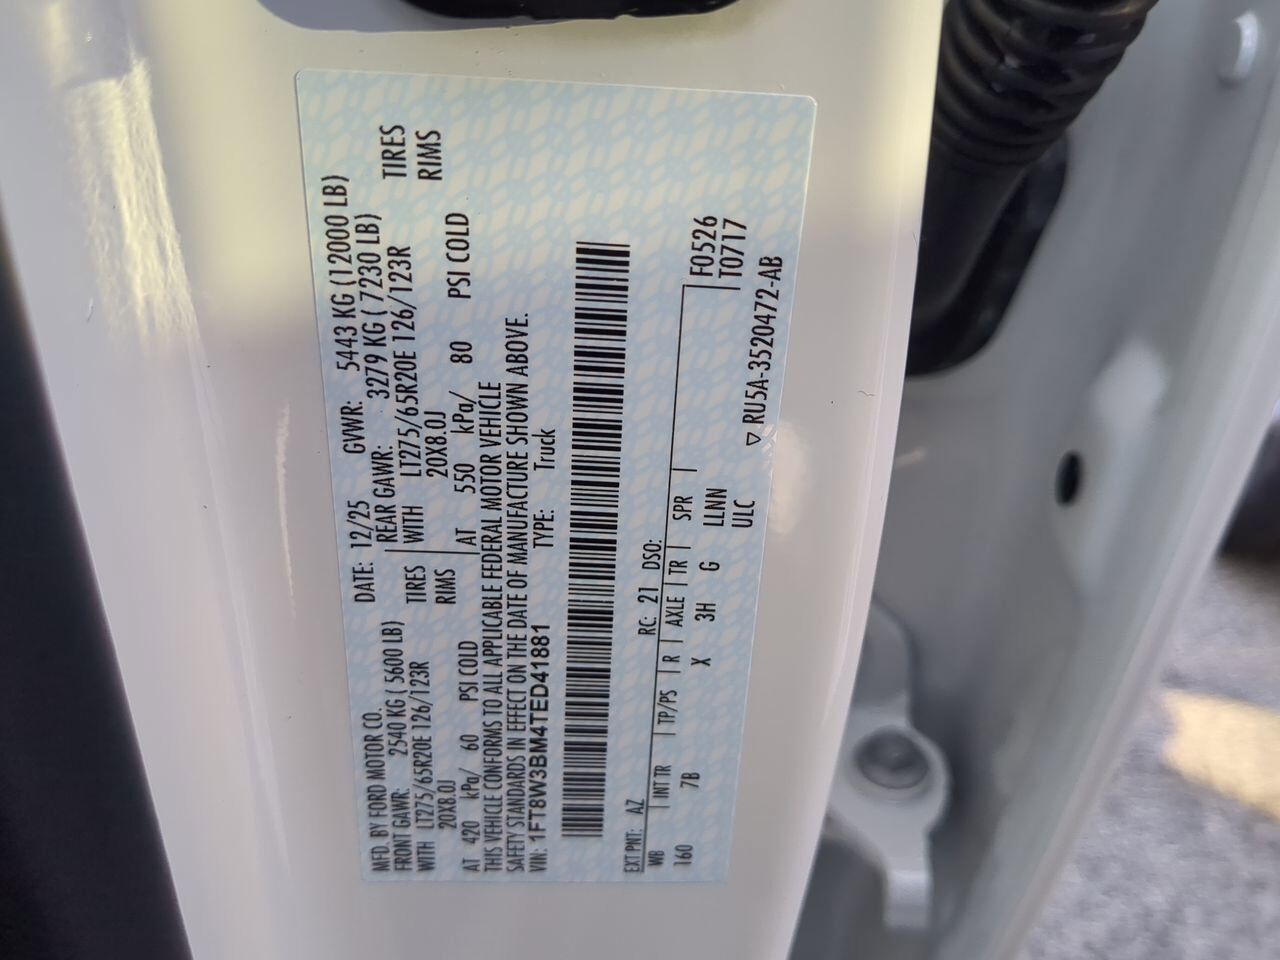 MFD. BY FORD MOTOR CO. DATE: 12/25 GVWR: 5443 KG (12000 LB)
FRONT GAWR: 2540 KG ( 5600 LB) REAR GAWR: 3279 KG ( 7230 LB)
WITH LT275/65R20E 126/123R TIRES WITH LT275/65R20E 126/123R TIRES
20X8.0J RIMS 20X8.0J RIMS
AT 420 kPa/ 60 PSI COLD AT 550 kPa/ 80 PSI COLD
THIS VEHICLE CONFORMS TO ALL APPLICABLE FEDERAL MOTOR VEHICLE
SAFETY STANDARDS IN EFFECT ON THE DATE OF MANUFACTURE SHOWN ABOVE.
VIN: 1FT8W3BM4TED41881 TYPE: Truck
EXT PNT: AZ RC: 21 DSO:
WB INT TR TP/PS R AXLE TR SPR F0526
160 7B X 3H G LLNN T0717
ULC
▽ RU5A-3520472-AB